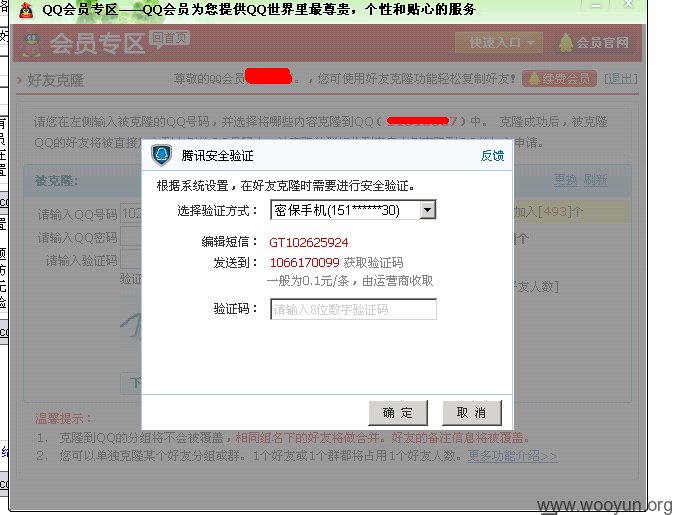 QQ会员专区——QQ会员为您提供QQ世界里最尊贵，个性和贴心的服务
会员专区 回首页 快速入口 会员官网
好友克隆 尊敬的QQ会员 。，您可使用好友克隆功能轻松复制好友！ 续费会员 [退出]
请您在左侧输入被克隆的QQ号码，并选择将哪些内容克隆到QQ( 7)中。 克隆成功后，被克隆
QQ的好友将被直接 申请。
腾讯安全验证 反馈
根据系统设置，在好友克隆时需要进行安全验证。
被克隆: 更换 刷新
选择验证方式： 密保手机(151******30)
请输入QQ号码 102 加入[493]个
请输入QQ密码 个
编辑短信： GT102625924
请输入验证码 发送到： 1066170099 获取验证码
一般为0.1元/条，由运营商收取
验证 好友人数]
验证码： 请输入8位数字验证码
下
确 定 取 消
温馨提示：
1. 克隆到QQ的分组将不会被覆盖，相同组名下的好友将做合并。好友的备注信息将被覆盖。
2. 您可以单独克隆某个好友分组或群。1个好友或1个群都将占用1个好友人数。更多功能介绍>>
www.wooyun.org